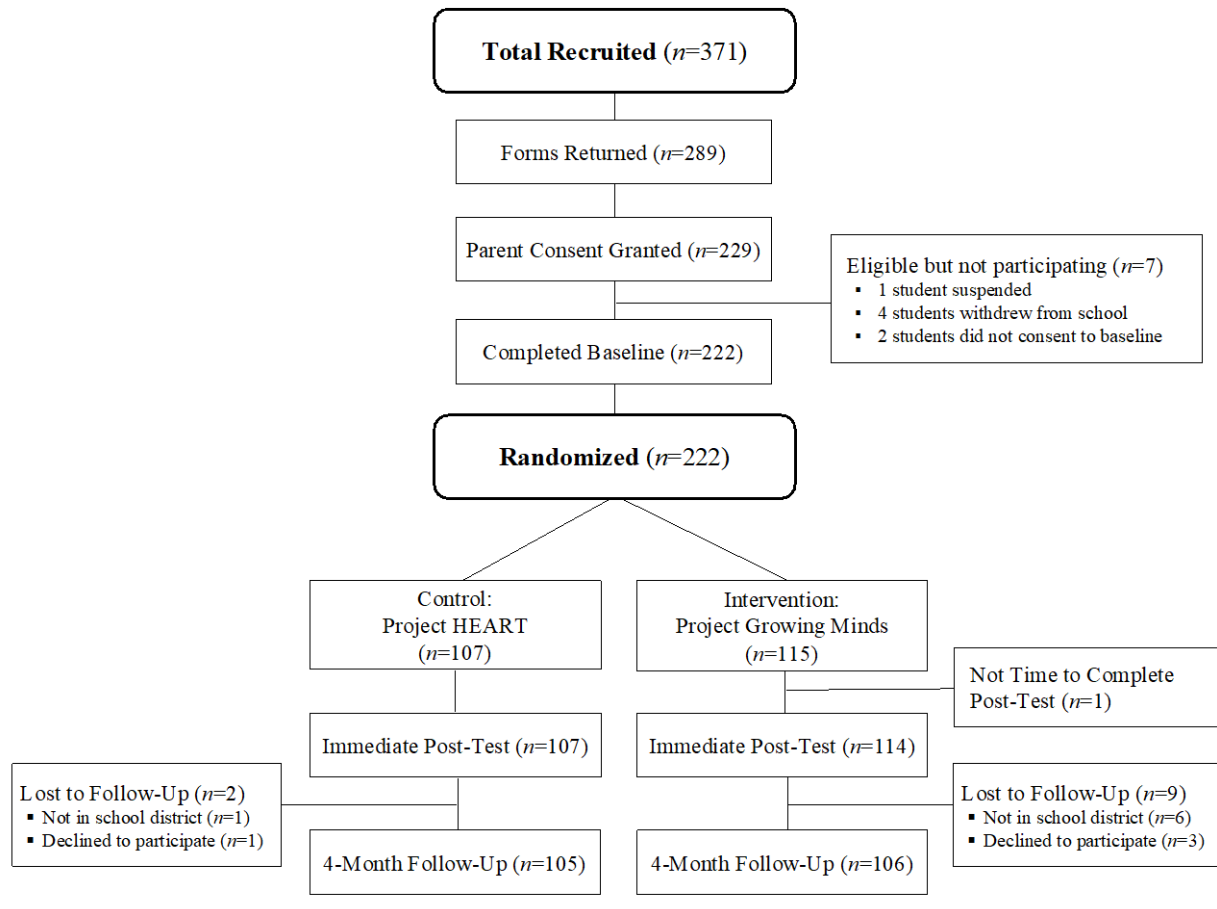 Total Recruited (n=371)
Forms Returned (n=289)
Parent Consent Granted (n=229)
Eligible but not participating (n=7)
▪ 1 student suspended
▪ 4 students withdrew from school
▪ 2 students did not consent to baseline
Completed Baseline (n=222)
Randomized (n=222)
Control:
Project HEART
(n=107)
Intervention:
Project Growing Minds
(n=115)
Not Time to Complete
Post-Test (n=1)
Immediate Post-Test (n=107)
Immediate Post-Test (n=114)
Lost to Follow-Up (n=2)
▪ Not in school district (n=1)
▪ Declined to participate (n=1)
Lost to Follow-Up (n=9)
▪ Not in school district (n=6)
▪ Declined to participate (n=3)
4-Month Follow-Up (n=105)
4-Month Follow-Up (n=106)